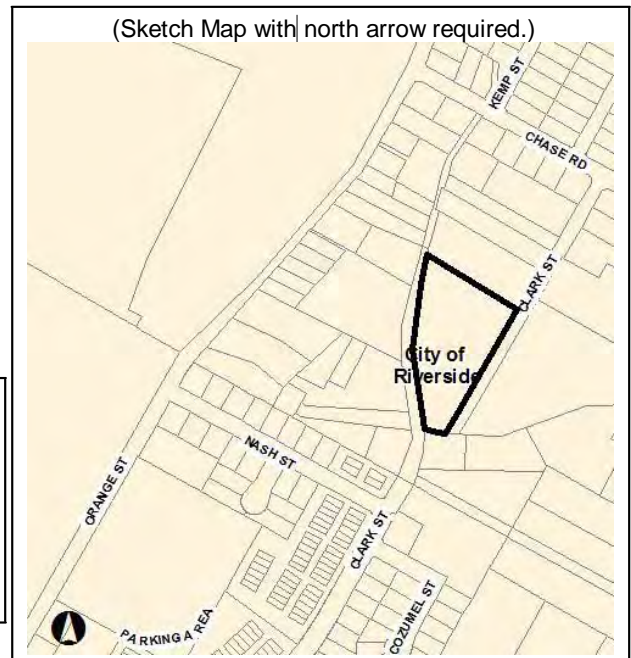 (Sketch Map with north arrow required.)
KEMP ST
CHASE RD
CLARK ST
City of
Riverside
NASH ST
ORANGE ST
CLARK ST
COZUMEL ST
PARKING AREA